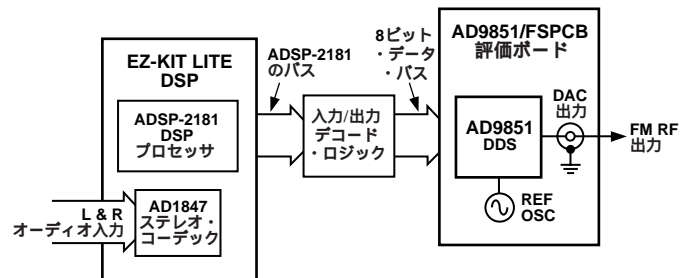 EZ-KIT LITE
DSP
ADSP-2181
DSP
プロセッサ
L & R
オーディオ入力
AD1847
ステレオ・
コーデック
ADSP-2181
のバス
入力/出力
デコード
・ロジック
8ビット
・データ
・バス
AD9851/FSPCB
評価ボード
AD9851
DDS
DAC
出力
REF
OSC
FM RF
出力